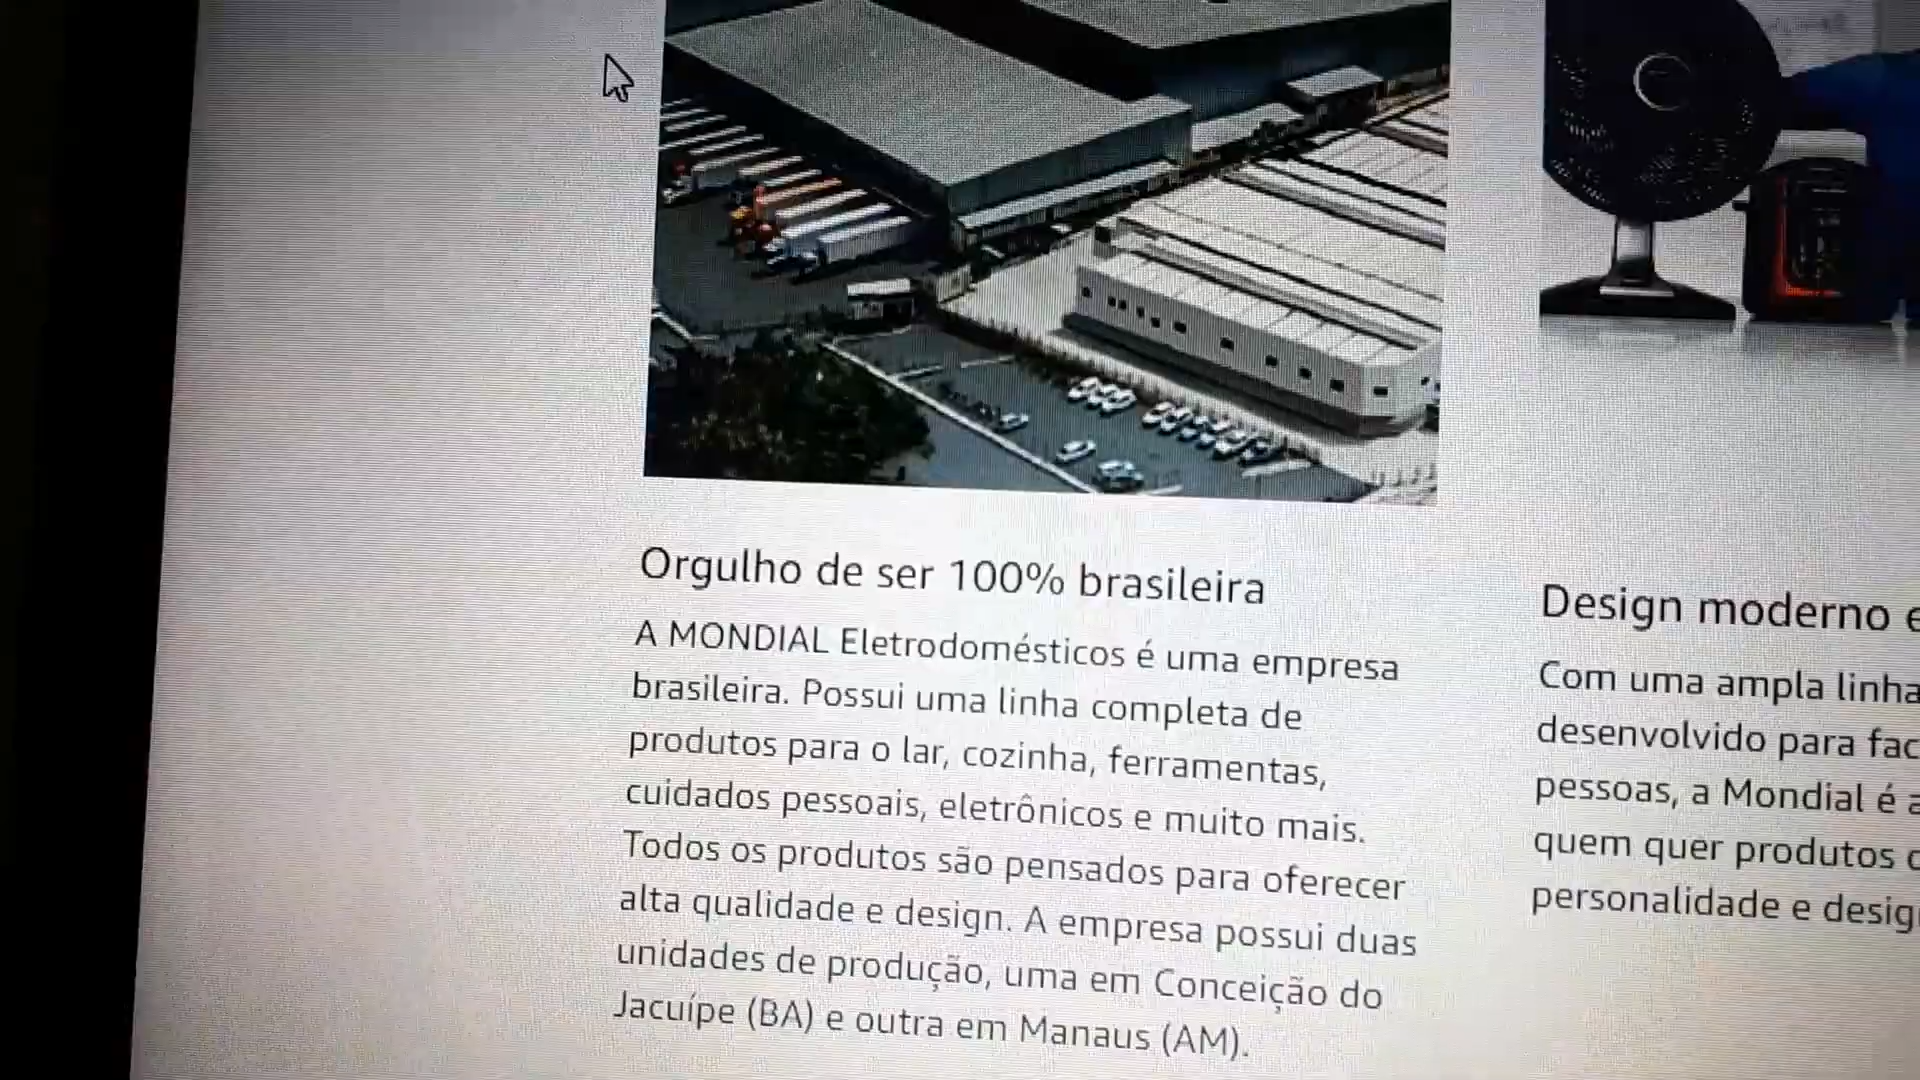 Orgulho de ser 100% brasileira
A MONDIAL Eletrodomésticos é uma empresa
brasileira. Possui uma linha completa de
produtos para o lar, cozinha, ferramentas,
cuidados pessoais, eletrônicos e muito mais.
Todos os produtos são pensados para oferecer
alta qualidade e design. A empresa possui duas
unidades de produção, uma em Conceição do
Jacuípe (BA) e outra em Manaus (AM).
Design moderno e
Com uma ampla linha
desenvolvido para fac
pessoas, a Mondial é a
quem quer produtos
personalidade e desig